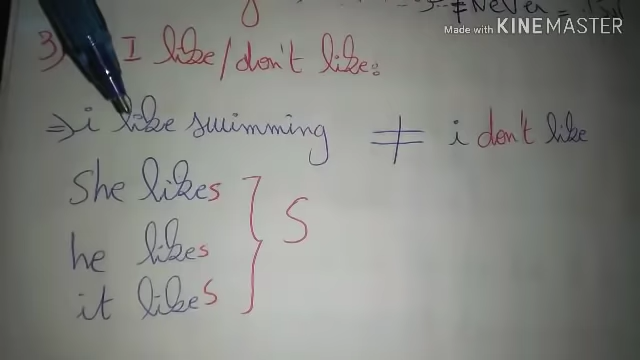 ≠ Never =
Made with KINEMASTER
3) I like/don't like:
⇒ i like swimming ≠ i don't like
She likes
he likes } S
it likes